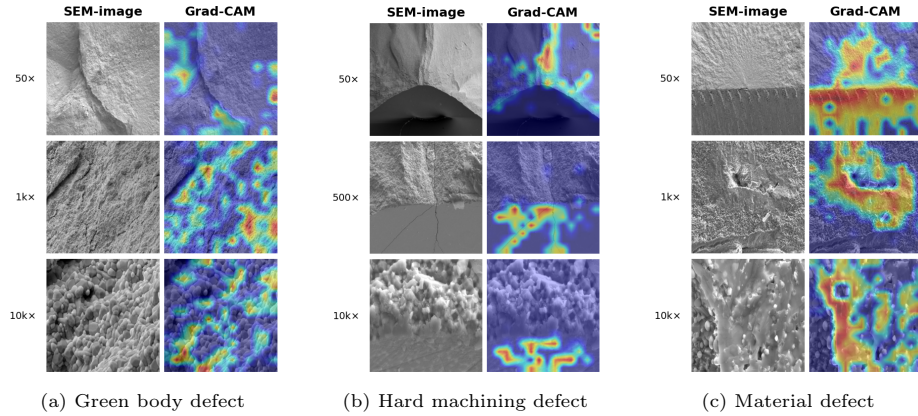 SEM-image Grad-CAM SEM-image Grad-CAM SEM-image Grad-CAM
50× 50× 50×
1k× 500× 1k×
10k× 10k× 10k×
(a) Green body defect (b) Hard machining defect (c) Material defect